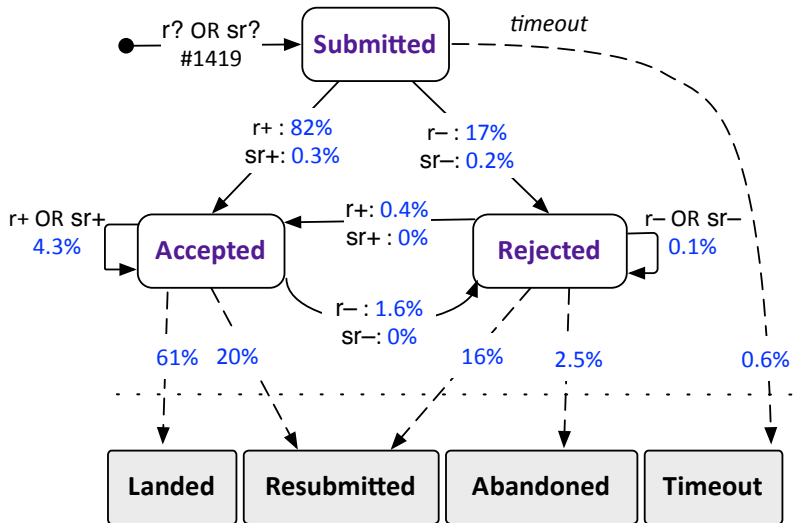 r? OR sr?
#1419
Submitted
timeout
r+ : 82%
sr+: 0.3%
r– : 17%
sr–: 0.2%
r+ OR sr+
4.3%
Accepted
r+: 0.4%
sr+ : 0%
Rejected
r– OR sr–
0.1%
r– : 1.6%
sr–: 0%
61%
20%
16%
2.5%
0.6%
Landed
Resubmitted
Abandoned
Timeout